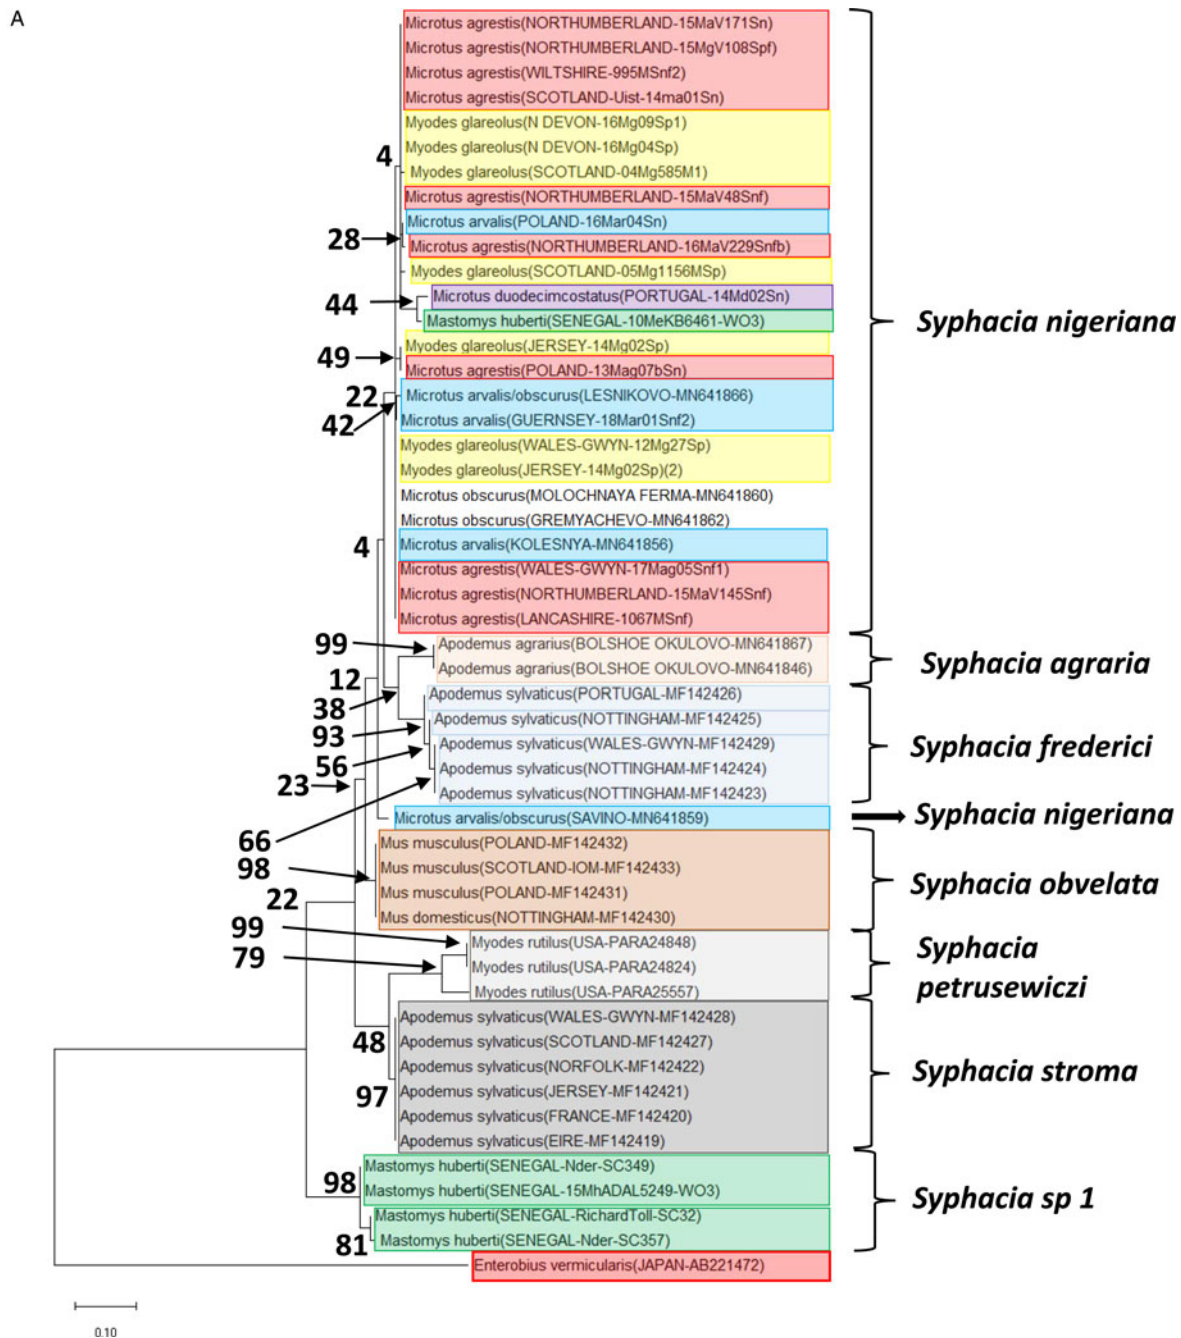 A
Microtus agrestis(NORTHUMBERLAND-15MaV171Sn)
Microtus agrestis(NORTHUMBERLAND-15MgV108Spf)
Microtus agrestis(WILTSHIRE-995MSnf2)
Microtus agrestis(SCOTLAND-Uist-14ma01Sn)
Myodes glareolus(N DEVON-16Mg09Sp1)
Myodes glareolus(N DEVON-16Mg04Sp)
4
Myodes glareolus(SCOTLAND-04Mg585M1)
Microtus agrestis(NORTHUMBERLAND-15MaV48Snf)
Microtus arvalis(POLAND-16Mar04Sn)
28
Microtus agrestis(NORTHUMBERLAND-16MaV229Snfb)
Myodes glareolus(SCOTLAND-05Mg1156MSp)
44
Microtus duodecimcostatus(PORTUGAL-14Md02Sn)
Mastomys huberti(SENEGAL-10MeKB6461-WO3)
Syphacia nigeriana
Myodes glareolus(JERSEY-14Mg02Sp)
49
Microtus agrestis(POLAND-13Mag07bSn)
22
Microtus arvalis/obscurus(LESNIKOVO-MN641866)
42
Microtus arvalis(GUERNSEY-18Mar01Snf2)
Myodes glareolus(WALES-GWYN-12Mg27Sp)
Myodes glareolus(JERSEY-14Mg02Sp)(2)
Microtus obscurus(MOLOCHNAYA FERMA-MN641860)
Microtus obscurus(GREMYACHEVO-MN641862)
4
Microtus arvalis(KOLESNYA-MN641856)
Microtus agrestis(WALES-GWYN-17Mag05Snf1)
Microtus agrestis(NORTHUMBERLAND-15MaV145Snf)
Microtus agrestis(LANCASHIRE-1067MSnf)
99
Apodemus agrarius(BOLSHOE OKULOVO-MN641867)
Apodemus agrarius(BOLSHOE OKULOVO-MN641846)
Syphacia agraria
12
38
Apodemus sylvaticus(PORTUGAL-MF142426)
93
Apodemus sylvaticus(NOTTINGHAM-MF142425)
56
Apodemus sylvaticus(WALES-GWYN-MF142429)
Syphacia frederici
23
Apodemus sylvaticus(NOTTINGHAM-MF142424)
Apodemus sylvaticus(NOTTINGHAM-MF142423)
Microtus arvalis/obscurus(SAVINO-MN641859)
Syphacia nigeriana
66
Mus musculus(POLAND-MF142432)
98
Mus musculus(SCOTLAND-IOM-MF142433)
Mus musculus(POLAND-MF142431)
Syphacia obvelata
22
Mus domesticus(NOTTINGHAM-MF142430)
99
Myodes rutilus(USA-PARA24848)
79
Myodes rutilus(USA-PARA24824)
Myodes rutilus(USA-PARA25557)
Syphacia
petrusewiczi
Apodemus sylvaticus(WALES-GWYN-MF142428)
48
Apodemus sylvaticus(SCOTLAND-MF142427)
Apodemus sylvaticus(NORFOLK-MF142422)
Syphacia stroma
97
Apodemus sylvaticus(JERSEY-MF142421)
Apodemus sylvaticus(FRANCE-MF142420)
Apodemus sylvaticus(EIRE-MF142419)
Mastomys huberti(SENEGAL-Nder-SC349)
98
Mastomys huberti(SENEGAL-15MhADAL5249-WO3)
Syphacia sp 1
Mastomys huberti(SENEGAL-RichardToll-SC32)
81
Mastomys huberti(SENEGAL-Nder-SC357)
Enterobius vermicularis(JAPAN-AB221472)
0.10